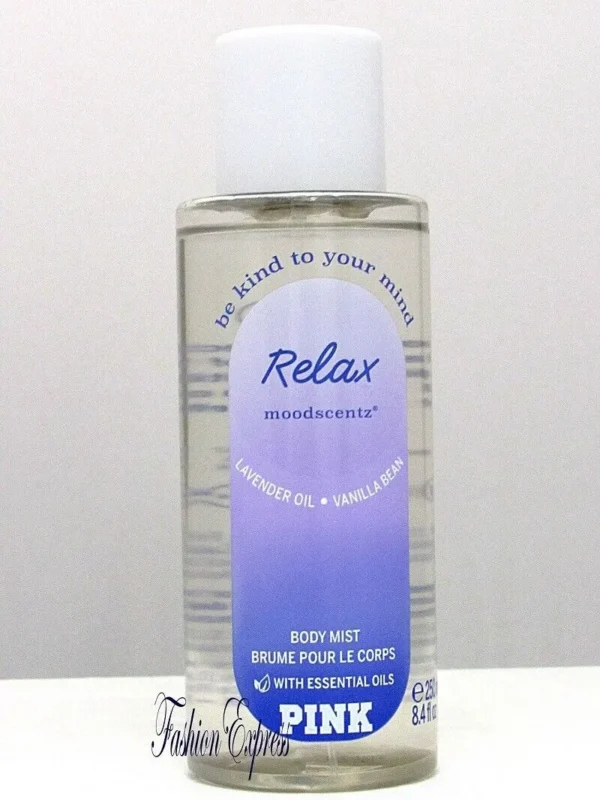 be kind to your mind
Relax
moodscentz®
LAVENDER OIL • VANILLA BEAN
BODY MIST
BRUME POUR LE CORPS
WITH ESSENTIAL OILS
PINK
℮ 250
8.4 fl
Fashion Express